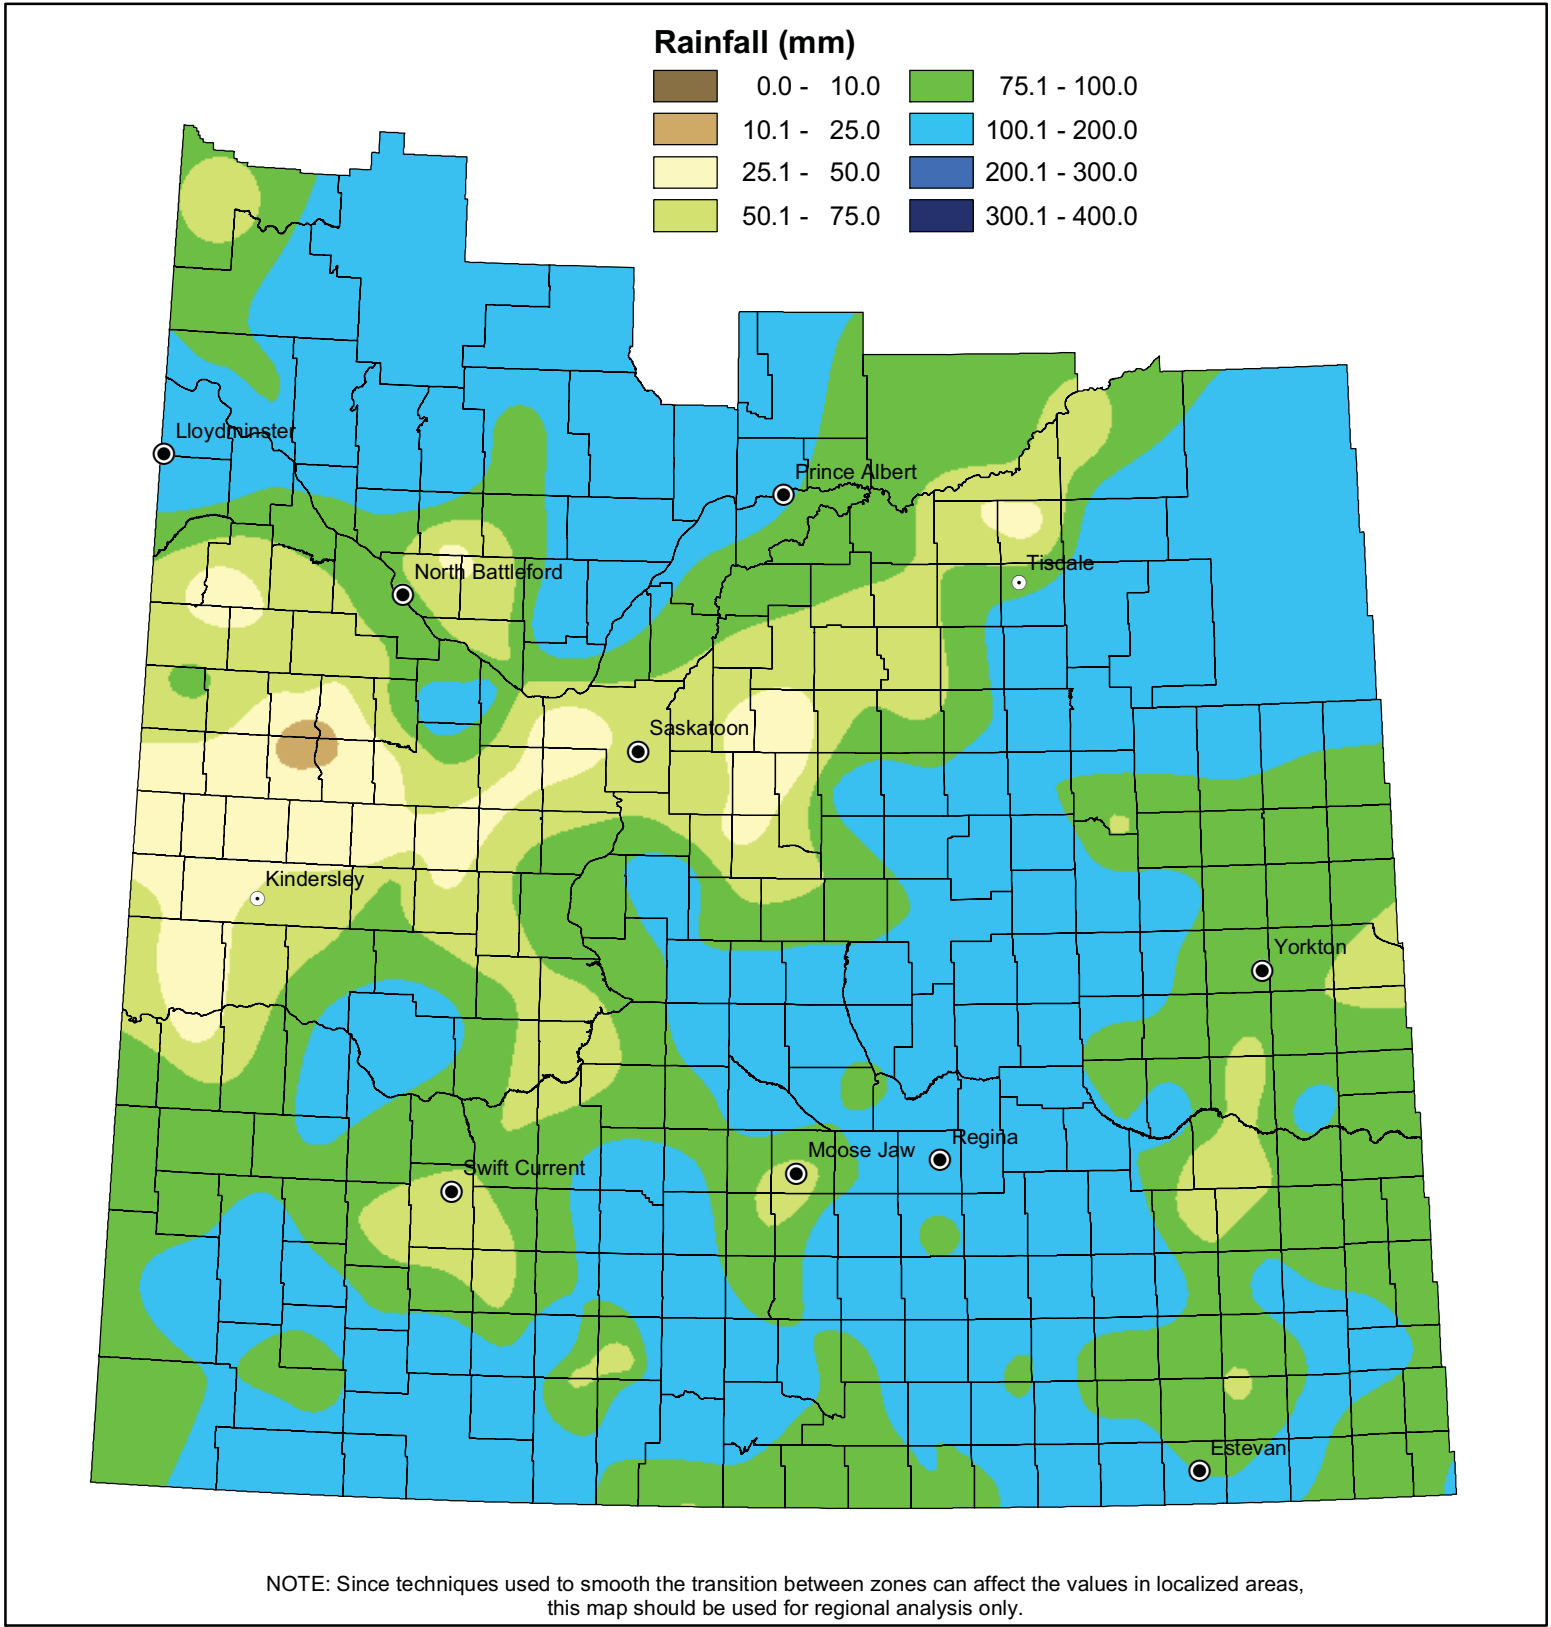 Rainfall (mm)
0.0 - 10.0
10.1 - 25.0
25.1 - 50.0
50.1 - 75.0
75.1 - 100.0
100.1 - 200.0
200.1 - 300.0
300.1 - 400.0
Lloydminster
Prince Albert
North Battleford
Tisdale
Saskatoon
Kindersley
Yorkton
Regina
Moose Jaw
Swift Current
Estevan
NOTE: Since techniques used to smooth the transition between zones can affect the values in localized areas,
this map should be used for regional analysis only.